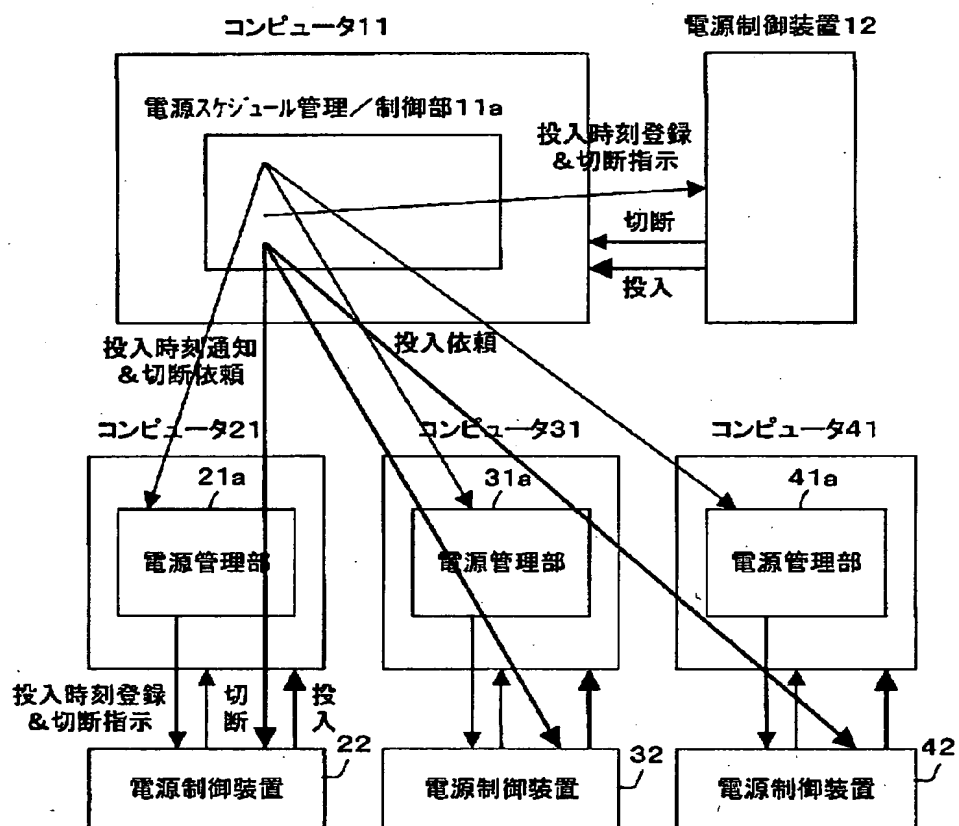 コンピュータ11
電源制御装置12
電源スケジュール管理／制御部11a
投入時刻登録
&切断指示
切断
投入
投入時刻通知
&切断依頼
投入依頼
コンピュータ21
コンピュータ31
コンピュータ41
21a
31a
41a
電源管理部
電源管理部
電源管理部
投入時刻登録
&切断指示
切断
投入
22
32
42
電源制御装置
電源制御装置
電源制御装置